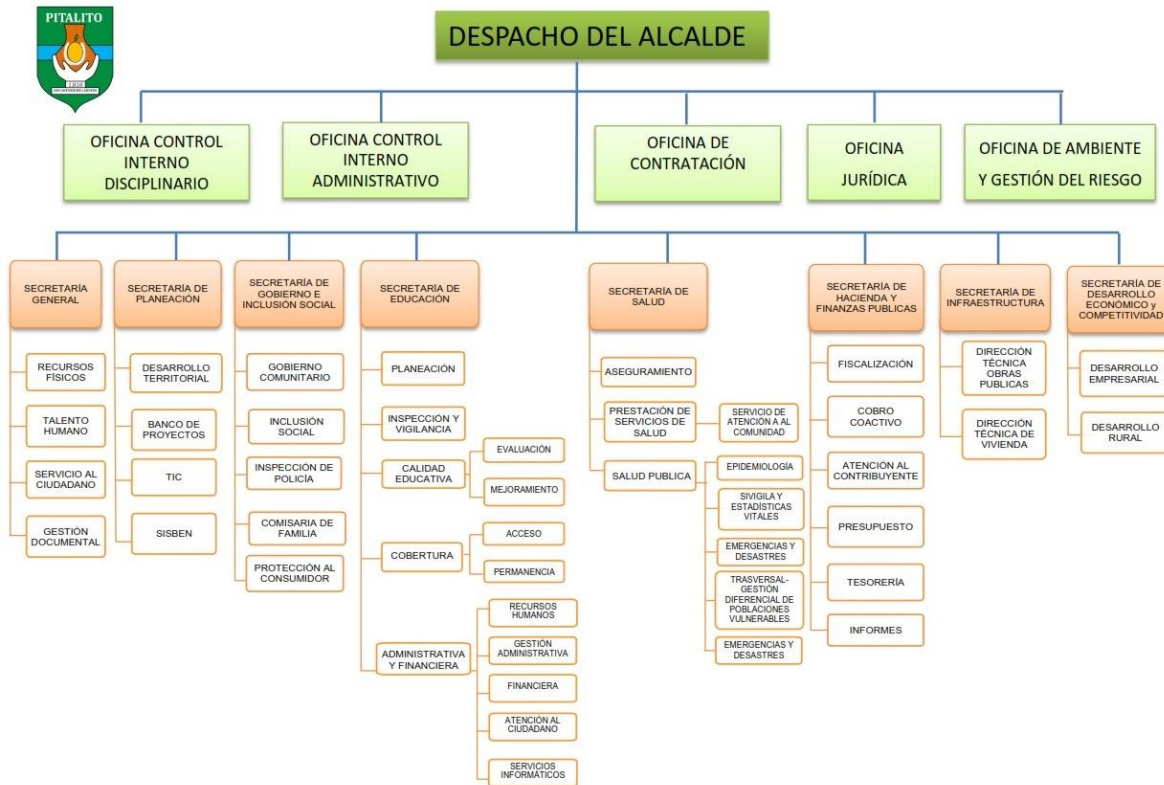 PITALITO
1818
DESPACHO DEL ALCALDE
OFICINA CONTROL
INTERNO
DISCIPLINARIO
OFICINA CONTROL
INTERNO
ADMINISTRATIVO
OFICINA DE
CONTRATACIÓN
OFICINA
JURÍDICA
OFICINA DE AMBIENTE
Y GESTIÓN DEL RIESGO
SECRETARÍA
GENERAL
RECURSOS
FÍSICOS
TALENTO
HUMANO
SERVICIO AL
CIUDADANO
GESTIÓN
DOCUMENTAL
SECRETARÍA
DE PLANEACIÓN
DESARROLLO
TERRITORIAL
BANCO DE
PROYECTOS
TIC
SISBEN
SECRETARÍA DE
GOBIERNO E
INCLUSIÓN SOCIAL
GOBIERNO
COMUNITARIO
INCLUSIÓN
SOCIAL
INSPECCIÓN DE
POLICÍA
COMISARIA DE
FAMILIA
PROTECCIÓN AL
CONSUMIDOR
SECRETARÍA DE
EDUCACIÓN
PLANEACIÓN
INSPECCIÓN Y
VIGILANCIA
CALIDAD
EDUCATIVA
EVALUACIÓN
MEJORAMIENTO
COBERTURA
ACCESO
PERMANENCIA
ADMINISTRATIVA
Y FINANCIERA
RECURSOS
HUMANOS
GESTIÓN
ADMINISTRATIVA
FINANCIERA
ATENCIÓN AL
CIUDADANO
SERVICIOS
INFORMÁTICOS
SECRETARÍA DE
SALUD
ASEGURAMIENTO
PRESTACIÓN DE
SERVICIOS DE
SALUD
SERVICIO DE
ATENCIÓN A AL
COMUNIDAD
SALUD PUBLICA
EPIDEMIOLOGÍA
SIVIGILA Y
ESTADÍSTICAS
VITALES
EMERGENCIAS Y
DESASTRES
TRASVERSAL-
GESTIÓN
DIFERENCIAL DE
POBLACIONES
VULNERABLES
EMERGENCIAS Y
DESASTRES
SECRETARÍA DE
HACIENDA Y
FINANZAS PUBLICAS
FISCALIZACIÓN
COBRO
COACTIVO
ATENCIÓN AL
CONTRIBUYENTE
PRESUPUESTO
TESORERÍA
INFORMES
SECRETARÍA DE
INFRAESTRUCTURA
DIRECCIÓN
TÉCNICA
OBRAS
PUBLICAS
DIRECCIÓN
TÉCNICA DE
VIVIENDA
SECRETARÍA DE
DESARROLLO
ECONÓMICO y
COMPETITIVIDAD
DESARROLLO
EMPRESARIAL
DESARROLLO
RURAL